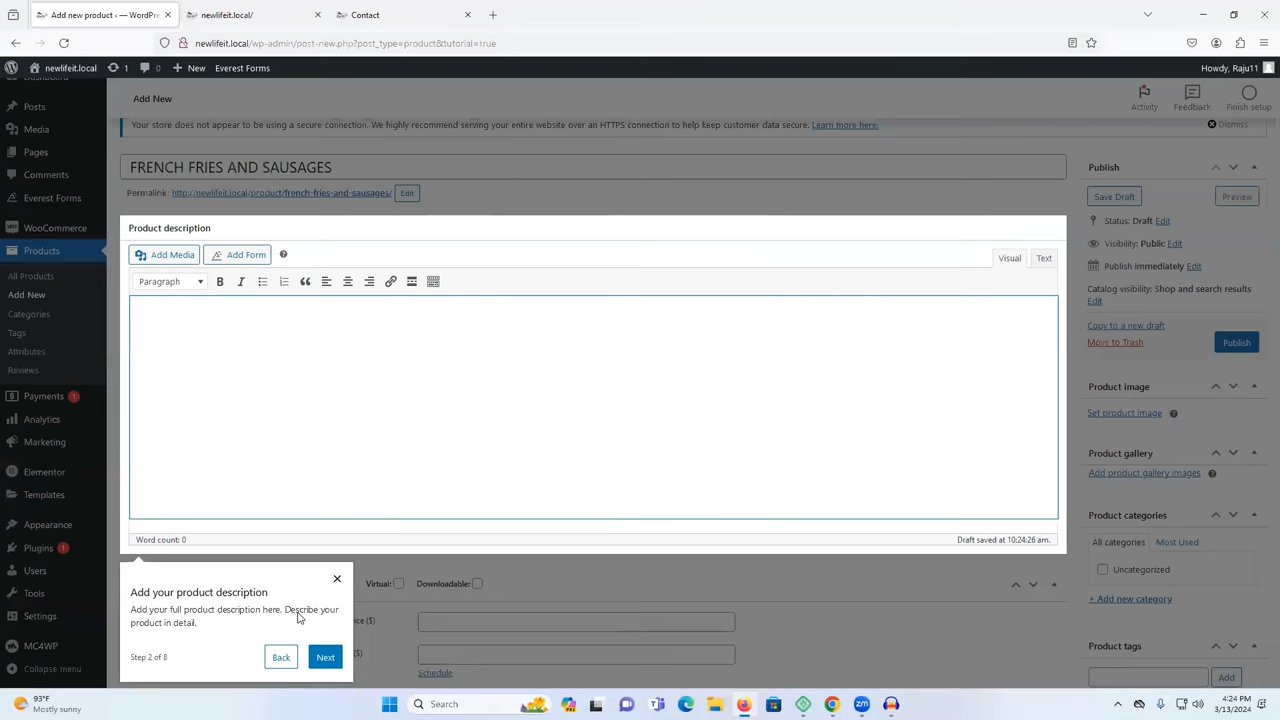 Add new product ‹ — WordPre
newlifeit.local/
Contact
newlifeit.local/wp-admin/post-new.php?post_type=product&tutorial=true
newlifeit.local
1
0
New
Everest Forms
Howdy, Raju11
Dashboard
Posts
Media
Pages
Comments
Everest Forms
WooCommerce
Products
All Products
Add New
Categories
Tags
Attributes
Reviews
Payments 1
Analytics
Marketing
Elementor
Templates
Appearance
Plugins 1
Users
Tools
Settings
MC4WP
Collapse menu
Add New
Activity
Feedback
Finish setup
Your store does not appear to be using a secure connection. We highly recommend serving your entire website over an HTTPS connection to help keep customer data secure. Learn more here.
Dismiss
FRENCH FRIES AND SAUSAGES
Permalink: http://newlifeit.local/product/french-fries-and-sausages/ Edit
Product description
Add Media
Add Form
Visual
Text
Paragraph
Word count: 0
Draft saved at 10:24:26 am.
Add your product description
Add your full product description here. Describe your
product in detail.
Step 2 of 8
Back
Next
Virtual:
Downloadable:
($)
($)
Schedule
Publish
Save Draft
Preview
Status: Draft Edit
Visibility: Public Edit
Publish immediately Edit
Catalog visibility: Shop and search results
Edit
Copy to a new draft
Move to Trash
Publish
Product image
Set product image
Product gallery
Add product gallery images
Product categories
All categories
Most Used
Uncategorized
+ Add new category
Product tags
Add
93°F
Mostly sunny
Search
4:24 PM
3/13/2024